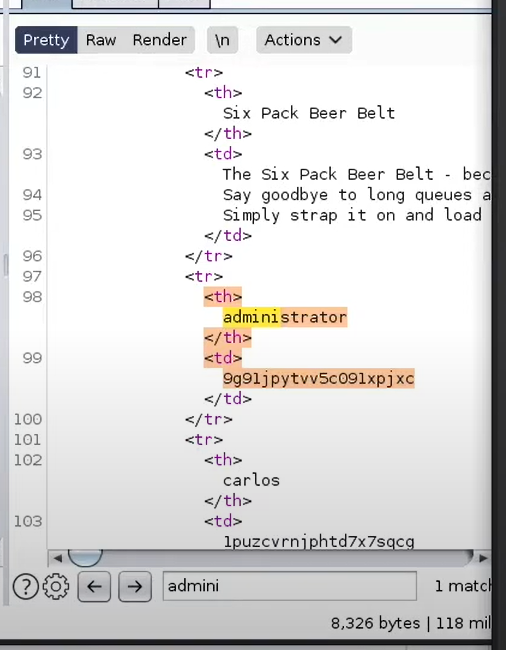 Pretty Raw Render \n Actions
91 <tr>
92 <th>
Six Pack Beer Belt
</th>
93 <td>
The Six Pack Beer Belt - bec
94 Say goodbye to long queues a
95 Simply strap it on and load
</td>
96 </tr>
97 <tr>
98 <th>
administrator
</th>
99 <td>
9g91jpytvv5c091xpjxc
</td>
100 </tr>
101 <tr>
102 <th>
carlos
</th>
103 <td>
1puzcvrnjphtd7x7sqcg
admini 1 match
8,326 bytes | 118 mil